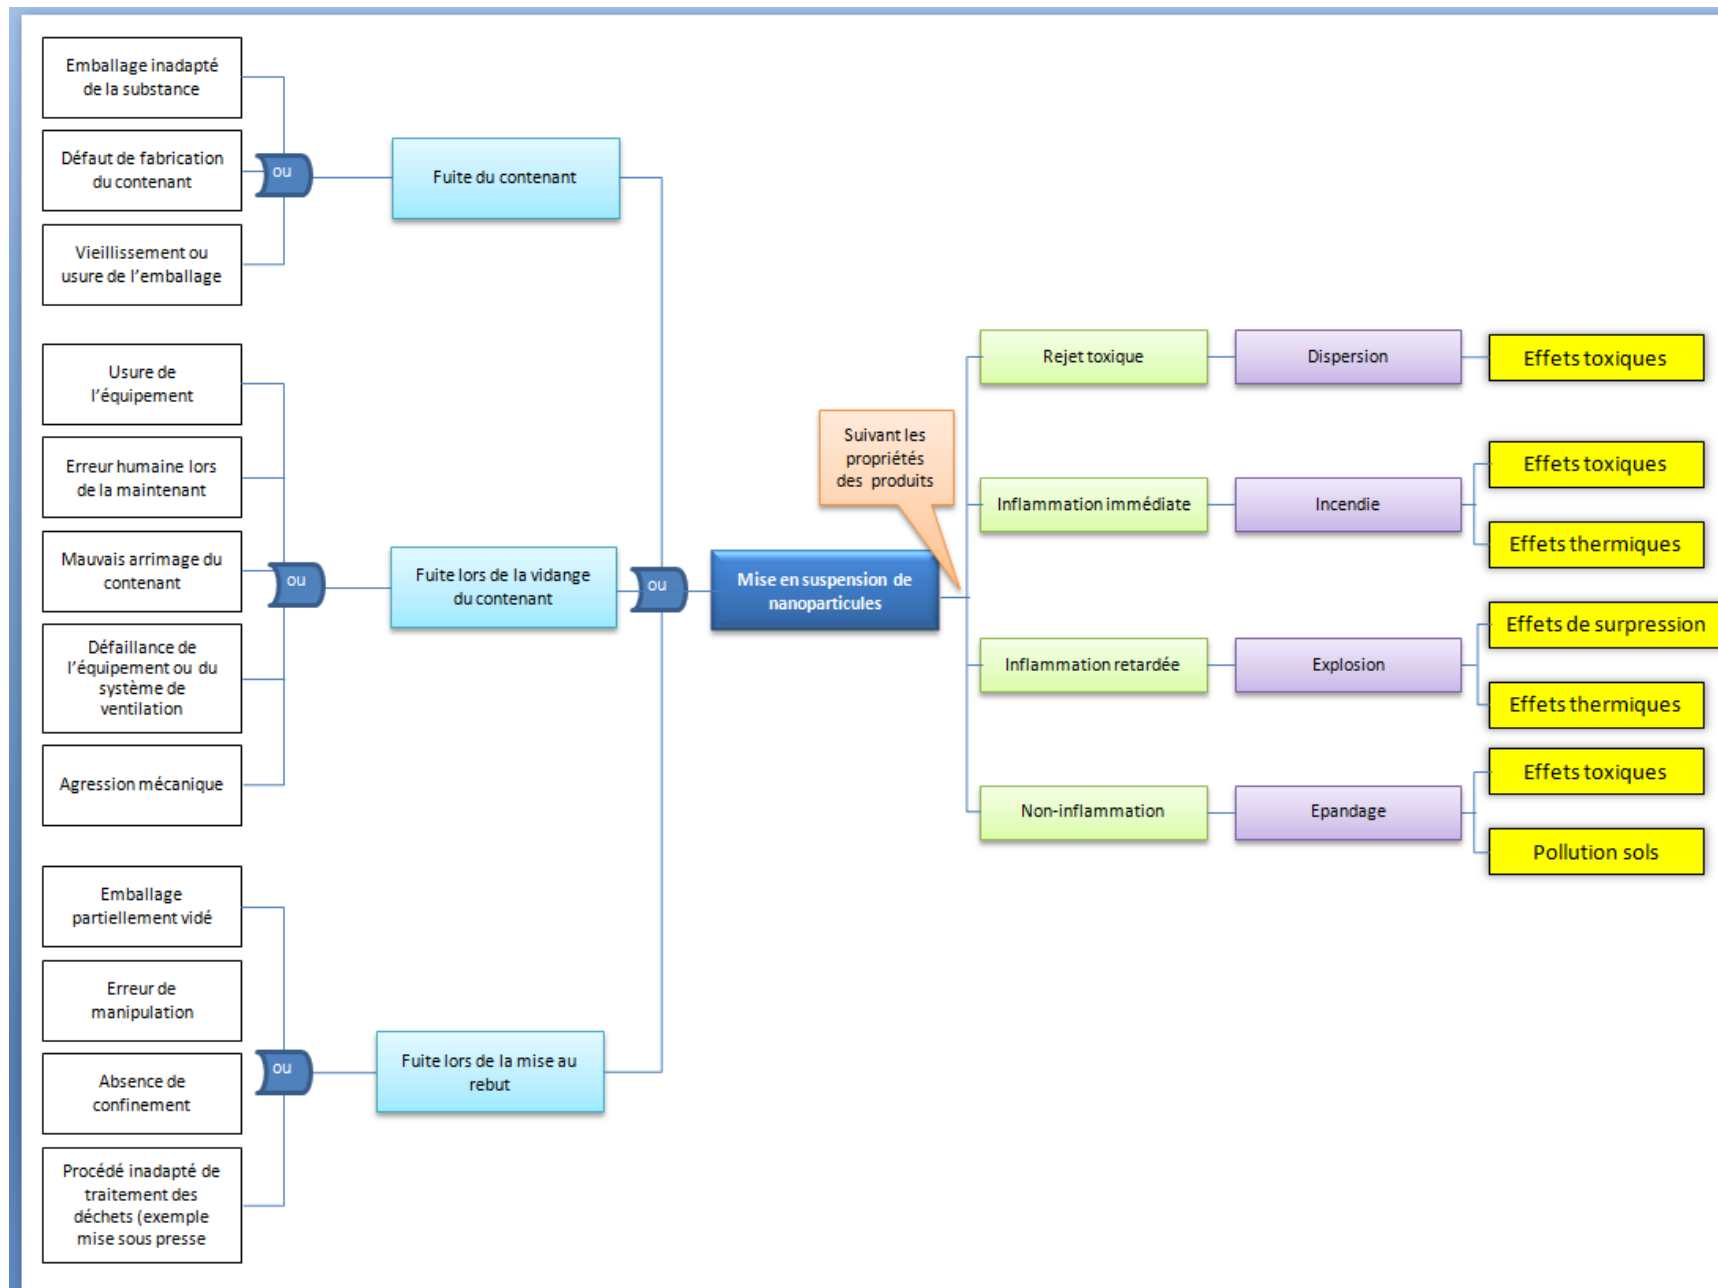 Emballage inadapté
de la substance
Défaut de fabrication
du contenant
Vieillissement ou
usure de l'emballage
ou
Fuite du contenant
Usure de
l'équipement
Erreur humaine lors
de la maintenant
Mauvais arrimage du
contenant
Défaillance de
l'équipement ou du
système de
ventilation
Agression mécanique
ou
Fuite lors de la vidange
du contenant
Emballage
partiellement vidé
Erreur de
manipulation
Absence de
confinement
Procédé inadapté de
traitement des
déchets (exemple
mise sous presse
ou
Fuite lors de la mise au
rebut
ou
Mise en suspension de
nanoparticules
Suivant les
propriétés
des produits
Rejet toxique
Dispersion
Effets toxiques
Inflammation immédiate
Incendie
Effets toxiques
Effets thermiques
Inflammation retardée
Explosion
Effets de surpression
Effets thermiques
Non-inflammation
Epandage
Effets toxiques
Pollution sols